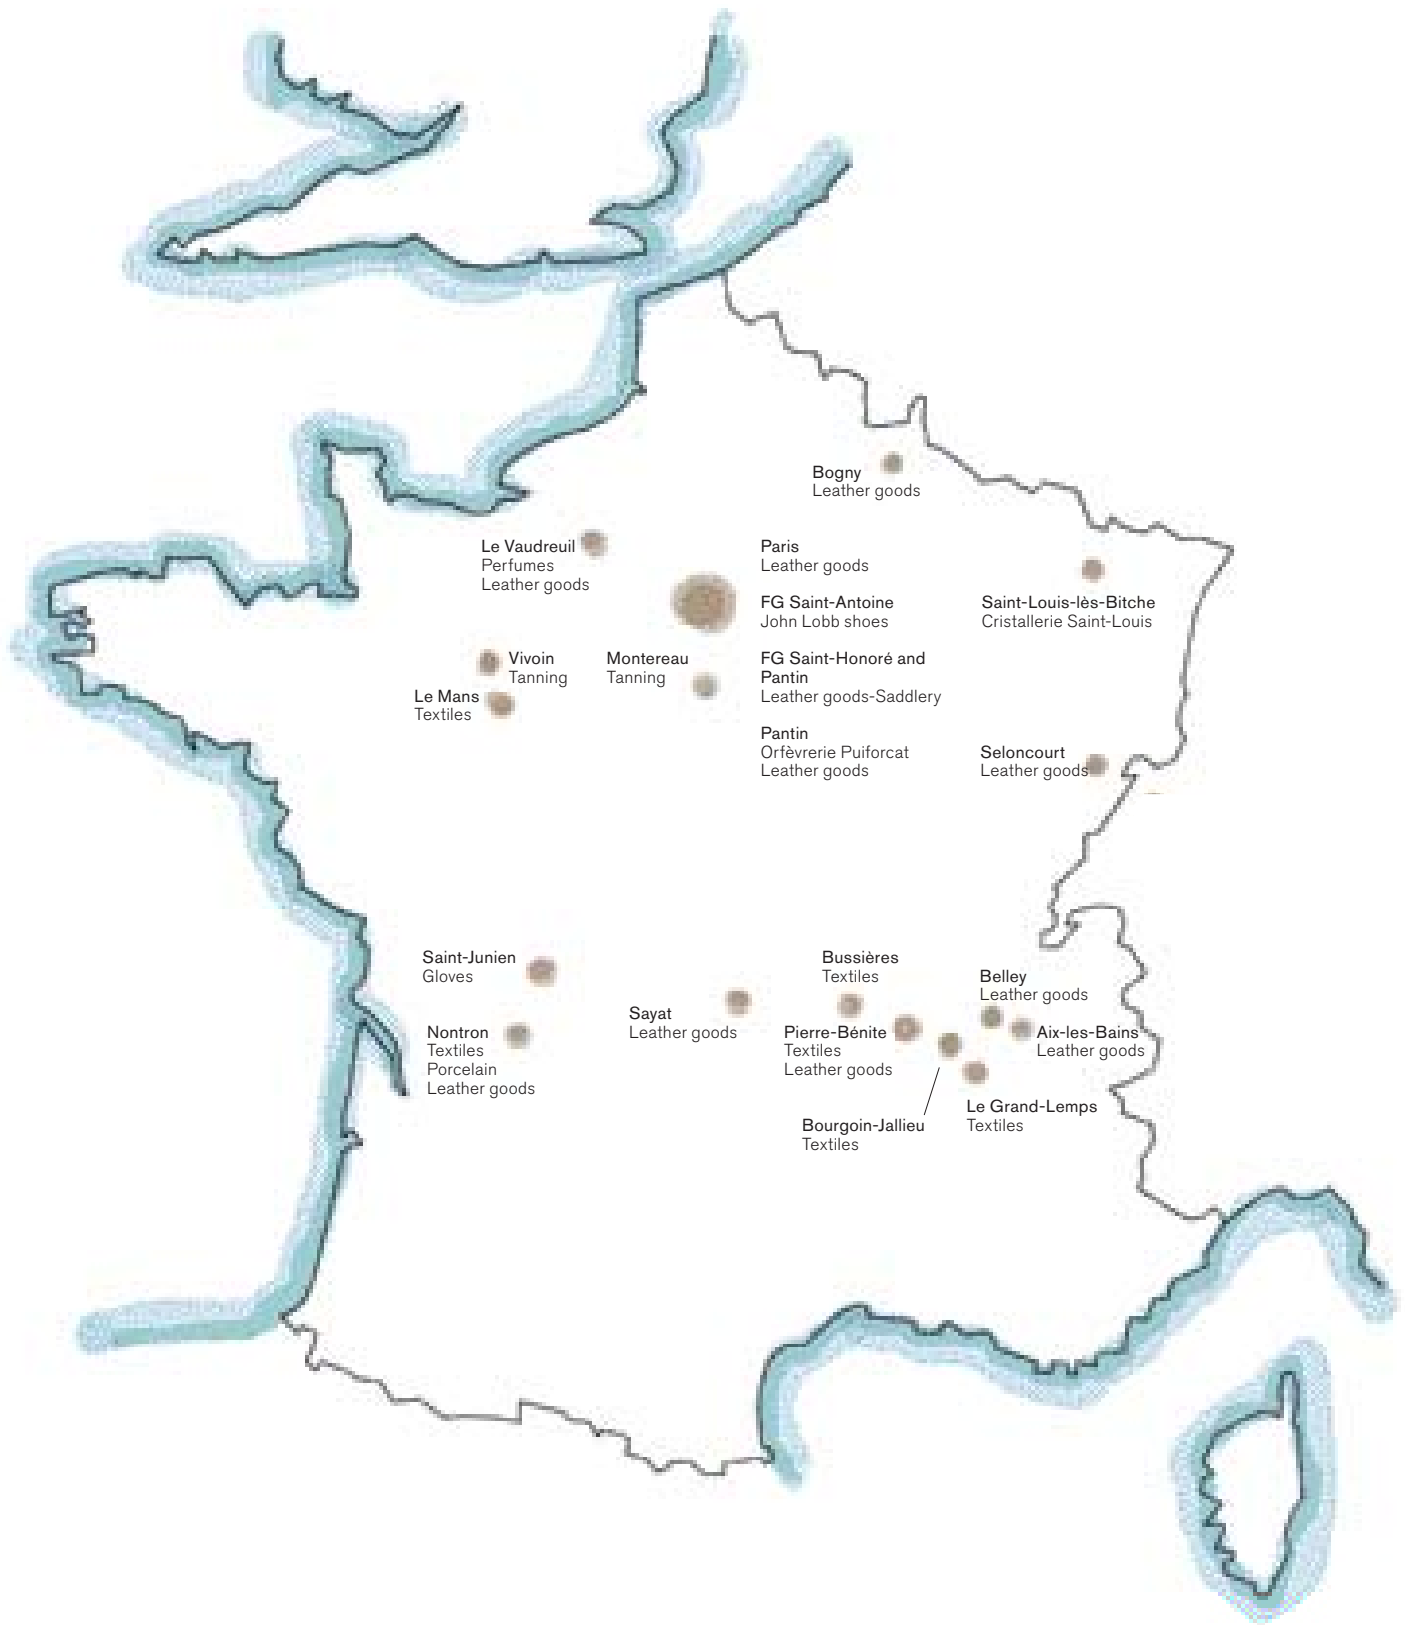 Bogny
Leather goods
Le Vaudreuil
Perfumes
Leather goods
Paris
Leather goods
FG Saint-Antoine
John Lobb shoes
FG Saint-Honoré and
Pantin
Leather goods-Saddlery
Pantin
Orfèvrerie Puiforcat
Leather goods
Saint-Louis-lès-Bitche
Cristallerie Saint-Louis
Vivoin
Tanning
Le Mans
Textiles
Montereau
Tanning
Seloncourt
Leather goods
Saint-Junien
Gloves
Nontron
Textiles
Porcelain
Leather goods
Sayat
Leather goods
Bussières
Textiles
Pierre-Bénite
Textiles
Leather goods
Belley
Leather goods
Aix-les-Bains
Leather goods
Le Grand-Lemps
Textiles
Bourgoin-Jallieu
Textiles